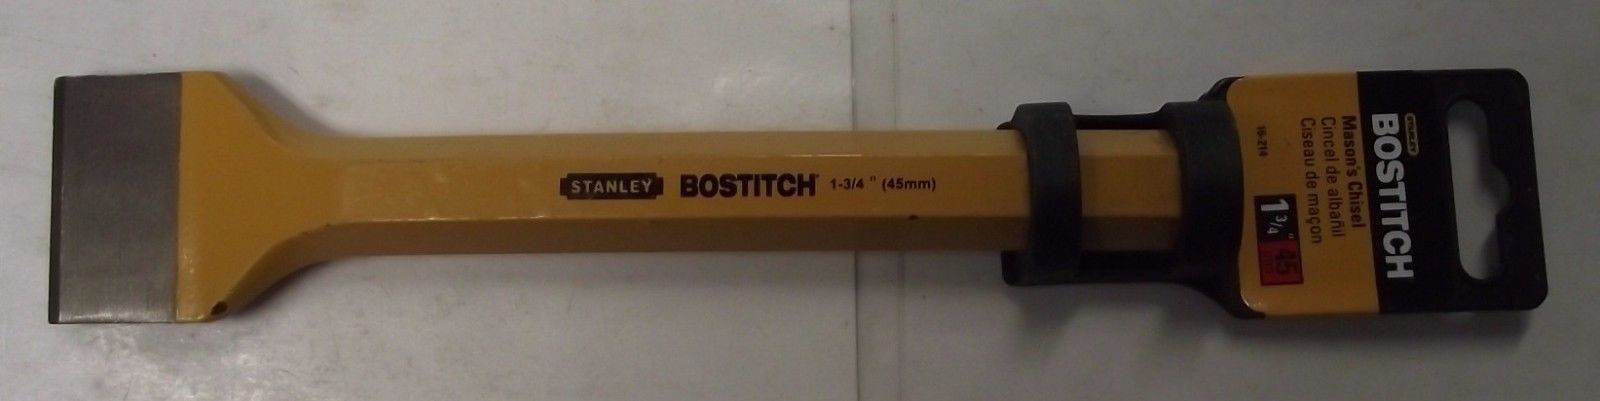 STANLEY BOSTITCH 1-3/4" (45mm)
STANLEY
BOSTITCH
Mason's Chisel
Cincel de albañil
Ciseau de maçon
1 3/4" 45
16-214